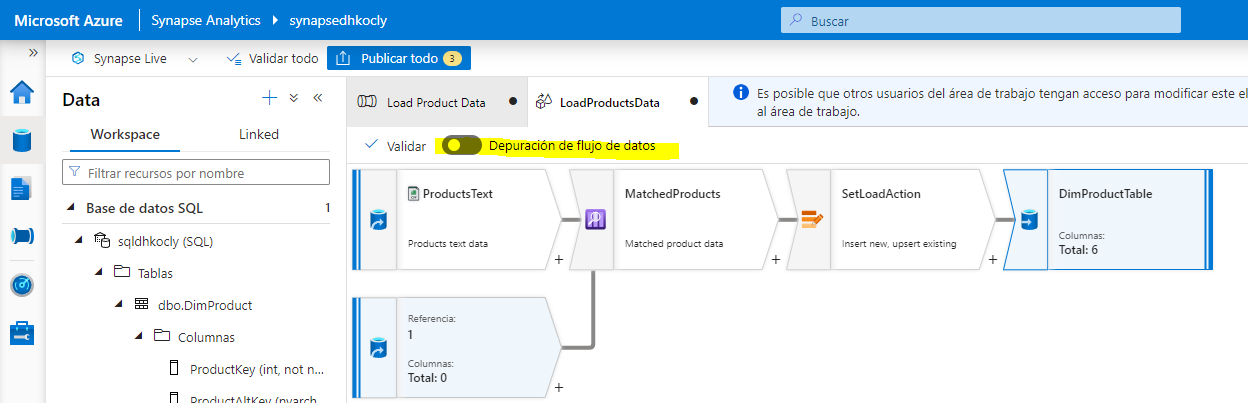 Microsoft Azure
Synapse Analytics
synapsedhkocly
Buscar
Synapse Live
Validar todo
Publicar todo
3
Data
Workspace
Linked
Filtrar recursos por nombre
Base de datos SQL
1
sqldhkocly (SQL)
Tablas
dbo.DimProduct
Columnas
ProductKey (int, not n...
ProductAltKey (nvarch...
Load Product Data
LoadProductsData
Es posible que otros usuarios del área de trabajo tengan acceso para modificar este el
al área de trabajo.
Validar
Depuración de flujo de datos
ProductsText
Products text data
MatchedProducts
Matched product data
SetLoadAction
Insert new, upsert existing
DimProductTable
Columnas:
Total: 6
Referencia:
1
Columnas:
Total: 0